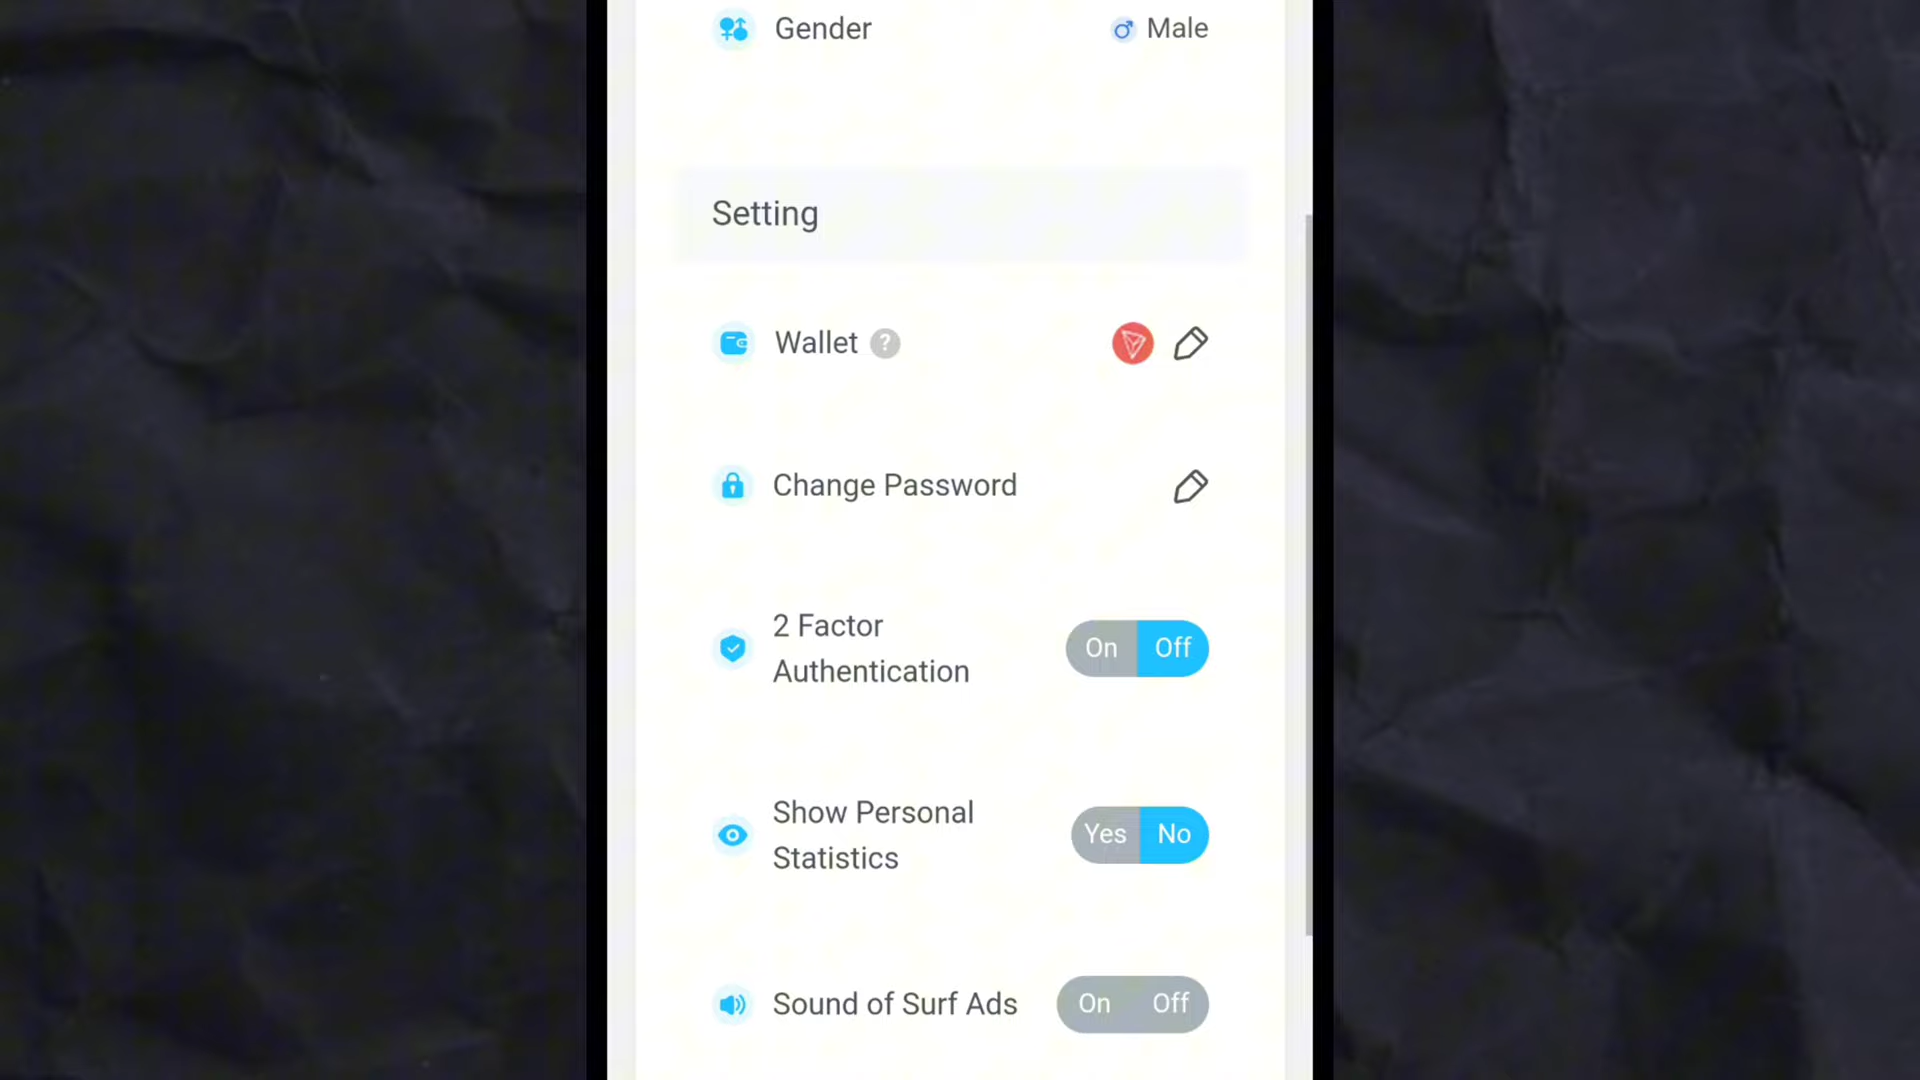 Gender Male
Setting
Wallet ?
Change Password
2 Factor
Authentication
On Off
Show Personal
Statistics
Yes No
Sound of Surf Ads On Off